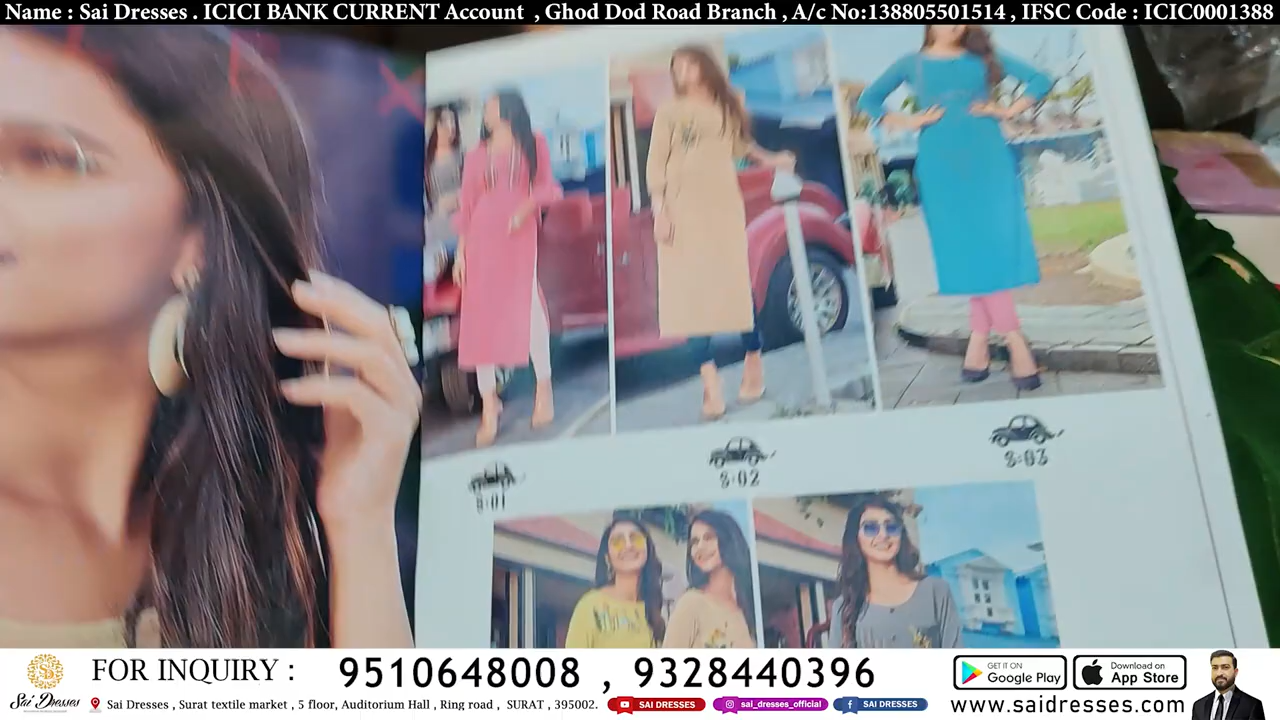 Name : Sai Dresses . ICICI BANK CURRENT Account , Ghod Dod Road Branch , A/c No:138805501514 , IFSC Code : ICIC0001388
S:01
S:02
S:03
FOR INQUIRY : 9510648008 , 9328440396
GET IT ON
Google Play
Download on
App Store
Sai Dresses
Sai Dresses , Surat textile market , 5 floor, Auditorium Hall , Ring road , SURAT , 395002.
SAI DRESSES
sai_dresses_official
SAI DRESSES
www.saidresses.com